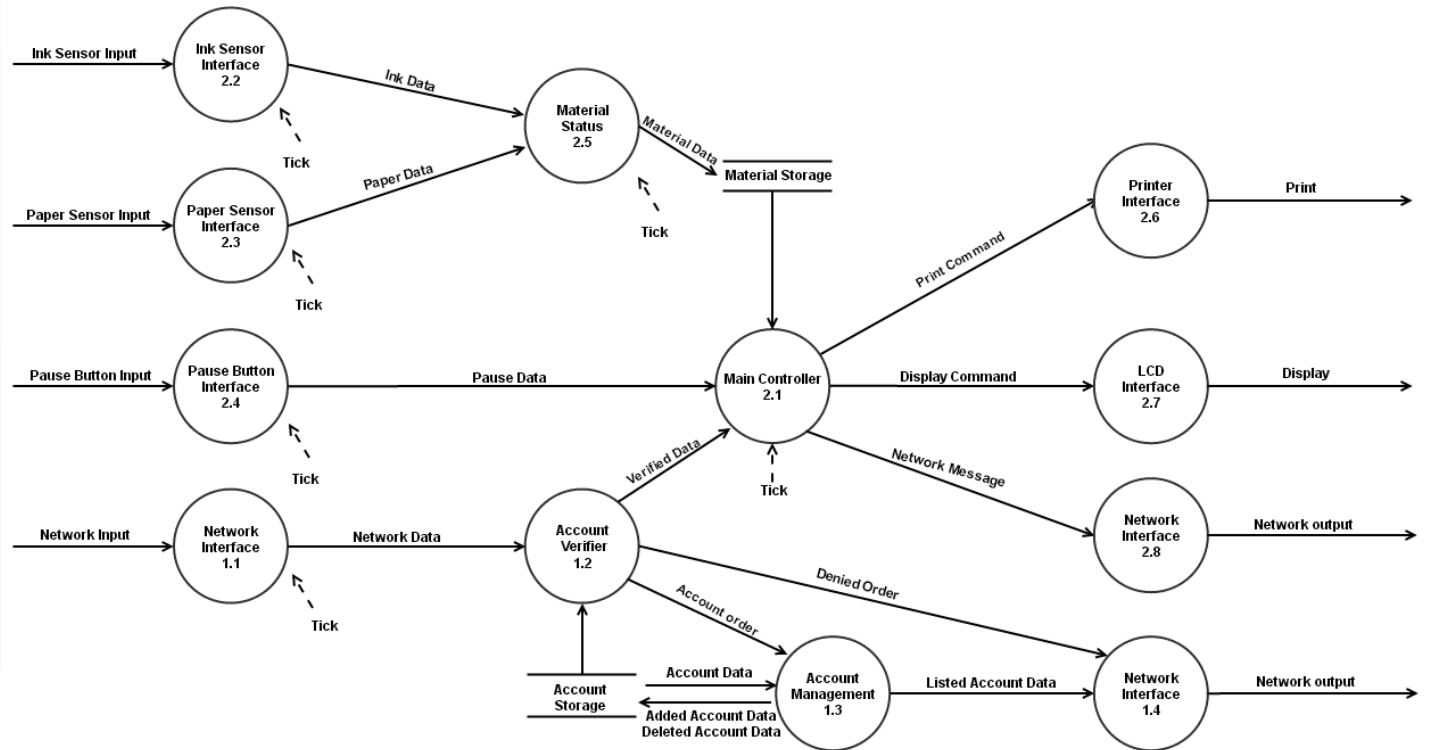 Ink Sensor Input
Ink Sensor
Interface
2.2
Ink Data
Tick
Material
Status
2.5
Material Data
Material Storage
Tick
Paper Sensor Input
Paper Sensor
Interface
2.3
Paper Data
Tick
Printer
Interface
2.6
Print
Print Command
Pause Button Input
Pause Button
Interface
2.4
Pause Data
Tick
Main Controller
2.1
Tick
Display Command
LCD
Interface
2.7
Display
Verified Data
Network Message
Network
Interface
2.8
Network output
Network Input
Network
Interface
1.1
Network Data
Tick
Account
Verifier
1.2
Denied Order
Account order
Account
Storage
Account Data
Added Account Data
Deleted Account Data
Account
Management
1.3
Listed Account Data
Network
Interface
1.4
Network output